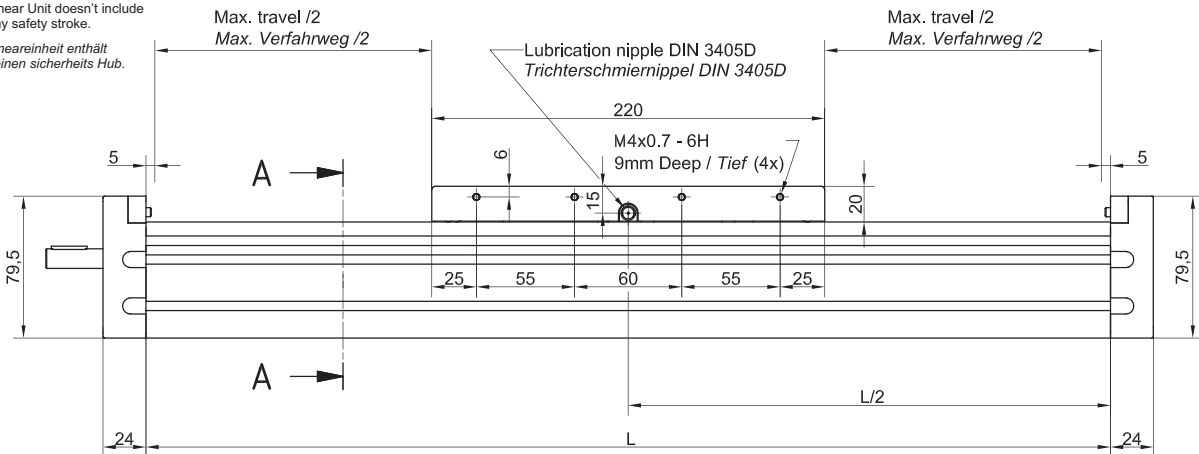 near Unit doesn't include
y safety stroke.
neareinheit enthält
einen sicherheits Hub.
Max. travel /2
Max. Verfahrweg /2
Lubrication nipple DIN 3405D
Trichterschmiernippel DIN 3405D
Max. travel /2
Max. Verfahrweg /2
220
M4x0.7 - 6H
9mm Deep / Tief (4x)
5
A
6
15
20
5
79,5
25
55
60
55
25
79,5
A
L/2
24
L
24